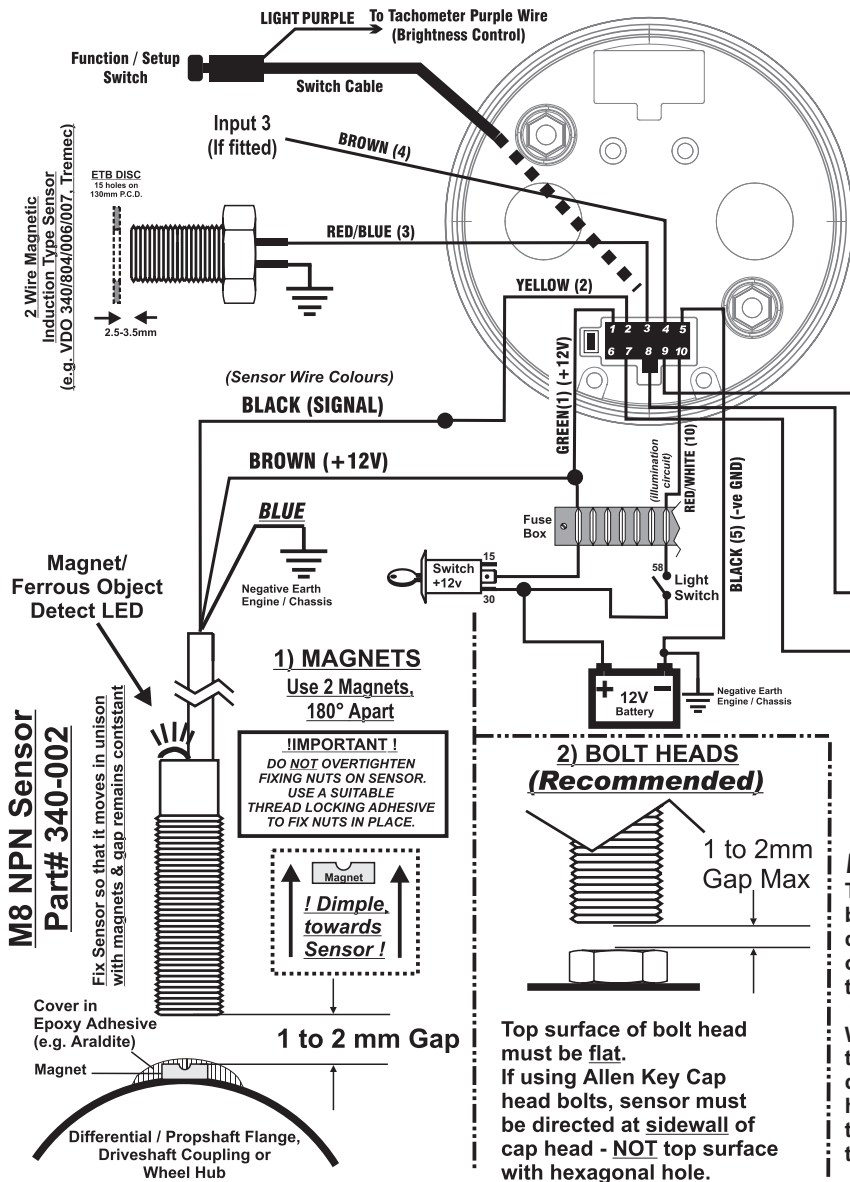 LIGHT PURPLE
To Tachometer Purple Wire
(Brightness Control)
Function / Setup
Switch
Switch Cable
Input 3
(If fitted)
BROWN (4)
2 Wire Magnetic
Induction Type Sensor
(e.g. VDO 340/804/006/007, Tremec)
ETB DISC
15 holes on
130mm P.C.D.
RED/BLUE (3)
2.5-3.5mm
YELLOW (2)
1 2 3 4 5
6 7 8 9 10
(Sensor Wire Colours)
BLACK (SIGNAL)
GREEN(1) (+12V)
BROWN (+12V)
(illumination
circuit)
RED/WHITE (10)
BLACK (5) (-ve GND)
BLUE
Fuse
Box
Negative Earth
Engine / Chassis
15
Switch
+12v
30
58
Light
Switch
Magnet/
Ferrous Object
Detect LED
12V
Battery
Negative Earth
Engine / Chassis
M8 NPN Sensor
Part# 340-002
Fix Sensor so that it moves in unison
with magnets & gap remains contstant
1) MAGNETS
Use 2 Magnets,
180° Apart
!IMPORTANT !
DO NOT OVERTIGHTEN
FIXING NUTS ON SENSOR.
USE A SUITABLE
THREAD LOCKING ADHESIVE
TO FIX NUTS IN PLACE.
Magnet
! Dimple
towards
Sensor !
Cover in
Epoxy Adhesive
(e.g. Araldite)
Magnet
1 to 2 mm Gap
Differential / Propshaft Flange,
Driveshaft Coupling or
Wheel Hub
2) BOLT HEADS
(Recommended)
1 to 2mm
Gap Max
Top surface of bolt head
must be flat.
If using Allen Key Cap
head bolts, sensor must
be directed at sidewall of
cap head - NOT top surface
with hexagonal hole.